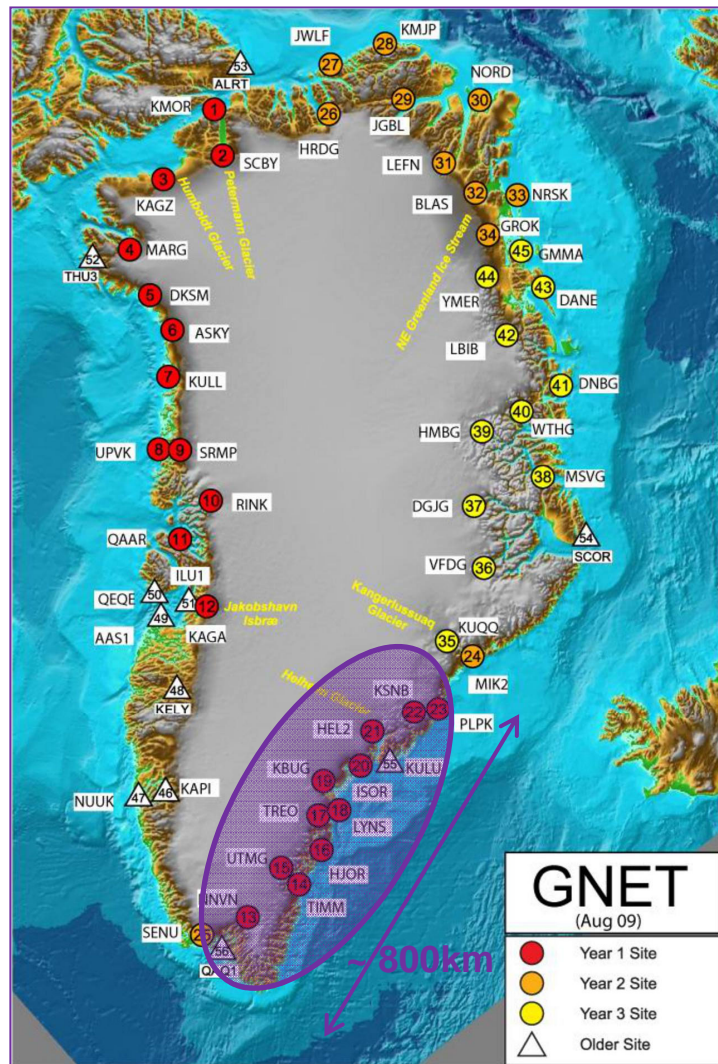 JWLF
KMJP
28
53
27
ALRT
NORD
KMOR
1
29
30
26
HRDG
JGBL
2
SCBY
LEFN
31
3
KAGZ
Humboldt Glacier
Petermann Glacier
BLAS
32
33
NRSK
GROK
34
4
MARG
45
GMMA
52
THU3
NE Greenland Ice Stream
44
43
DANE
5
DKSM
YMER
6
ASKY
42
LBIB
7
KULL
41
DNBG
40
WTHG
HMBG
39
UPVK
8
9
SRMP
38
MSVG
10
RINK
DGJG
37
QAAR
11
54
SCOR
VFDG
36
ILU1
QEQE
50
51
12
Jakobshavn
Isbræ
49
AAS1
KAGA
Kangerlussuaq
Glacier
KUQQ
35
24
MIK2
48
KELY
Helheim Glacier
KSNB
22
23
PLPK
HEL2
21
20
55
KULU
KBUG
19
ISOR
KAPI
NUUK
47
46
TREO
17
18
LYNS
16
HJOR
UTMG
15
14
TIMM
NNVN
13
SENU
25
56
QAQ1
~ 800km
GNET
(Aug 09)
Year 1 Site
Year 2 Site
Year 3 Site
Older Site